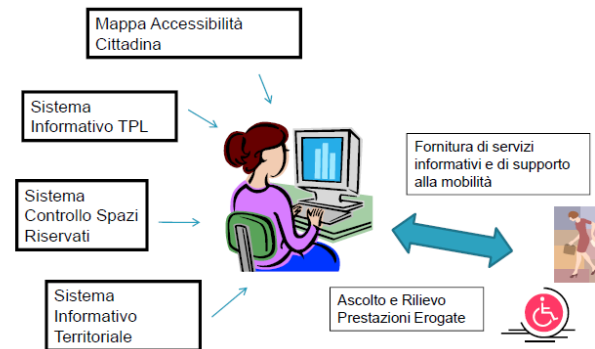 Mappa Accessibilità
Cittadina
Sistema
Informativo TPL
Fornitura di servizi
informativi e di supporto
alla mobilità
Sistema
Controllo Spazi
Riservati
Sistema
Informativo
Territoriale
Ascolto e Rilievo
Prestazioni Erogate